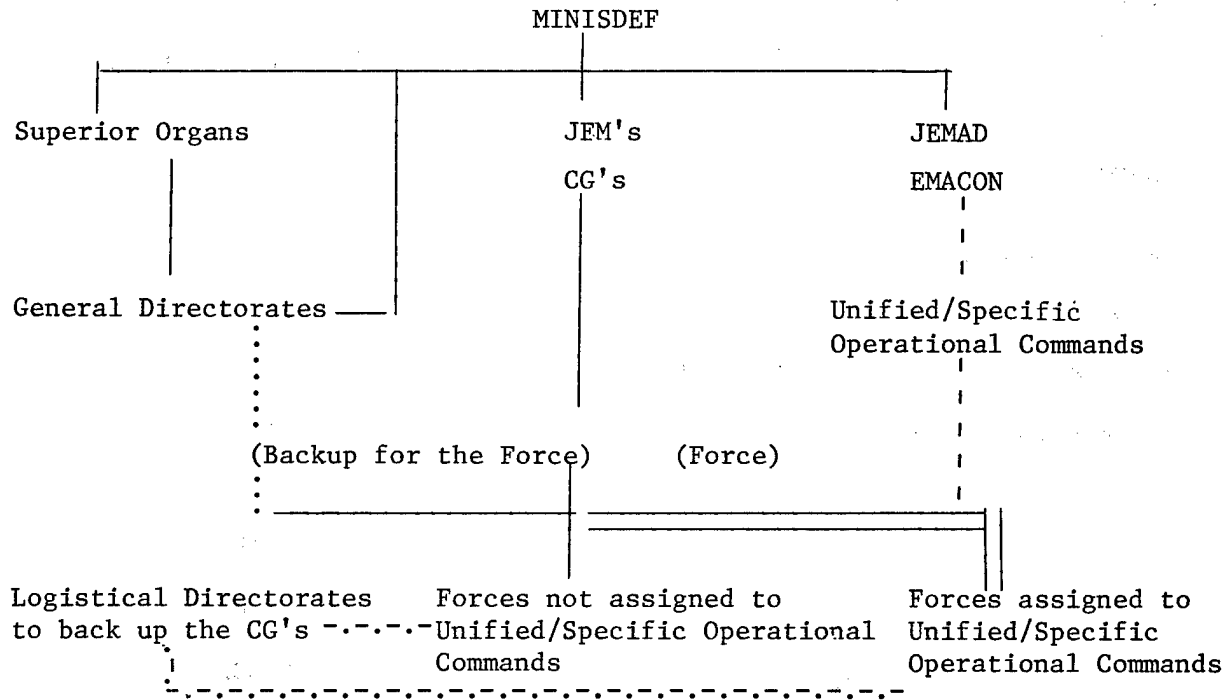 MINISDEF
Superior Organs
JEM's
JEMAD
CG's
EMACON
General Directorates
Unified/Specific
Operational Commands
(Backup for the Force)
(Force)
Logistical Directorates
to back up the CG's
Forces not assigned to
Unified/Specific Operational
Commands
Forces assigned to
Unified/Specific
Operational Commands